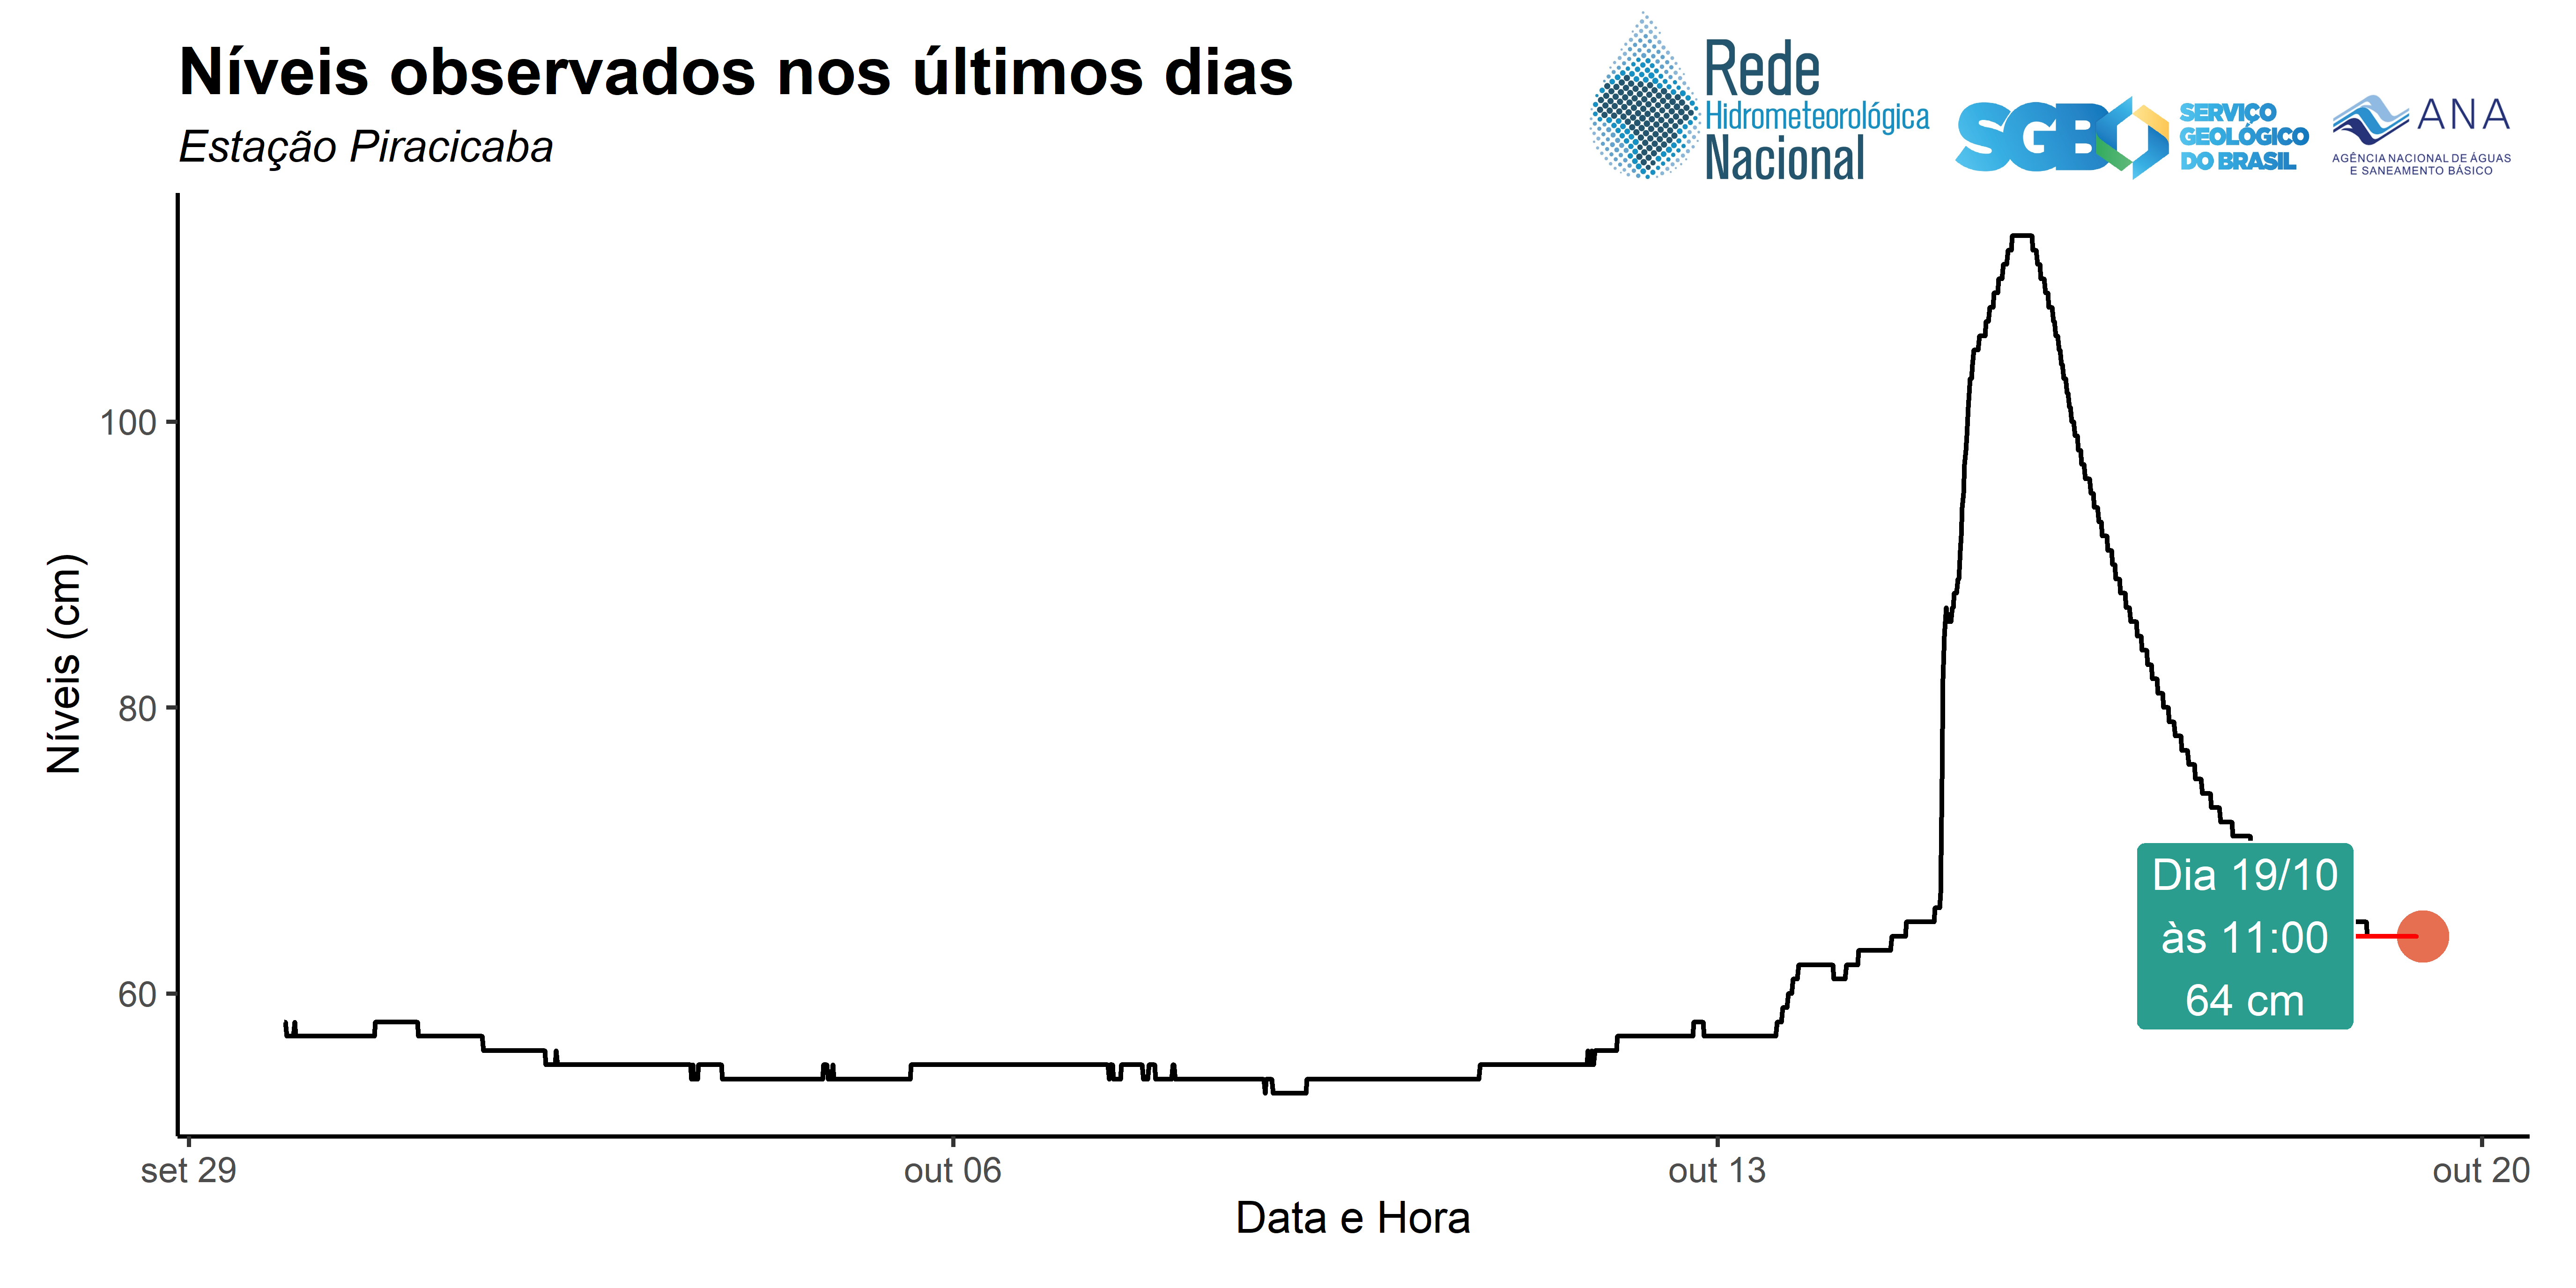 Níveis observados nos últimos dias
Estação Piracicaba
Rede
Hidrometeorológica
Nacional
SGB
SERVIÇO
GEOLÓGICO
DO BRASIL
ANA
AGÊNCIA NACIONAL DE ÁGUAS
E SANEAMENTO BÁSICO
Níveis (cm)
100
80
60
Dia 19/10
às 11:00
64 cm
set 29
out 06
out 13
out 20
Data e Hora